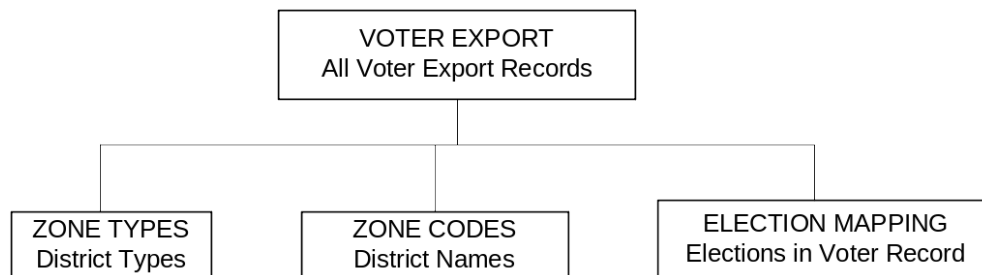 VOTER EXPORT
All Voter Export Records
ZONE TYPES
District Types
ZONE CODES
District Names
ELECTION MAPPING
Elections in Voter Record